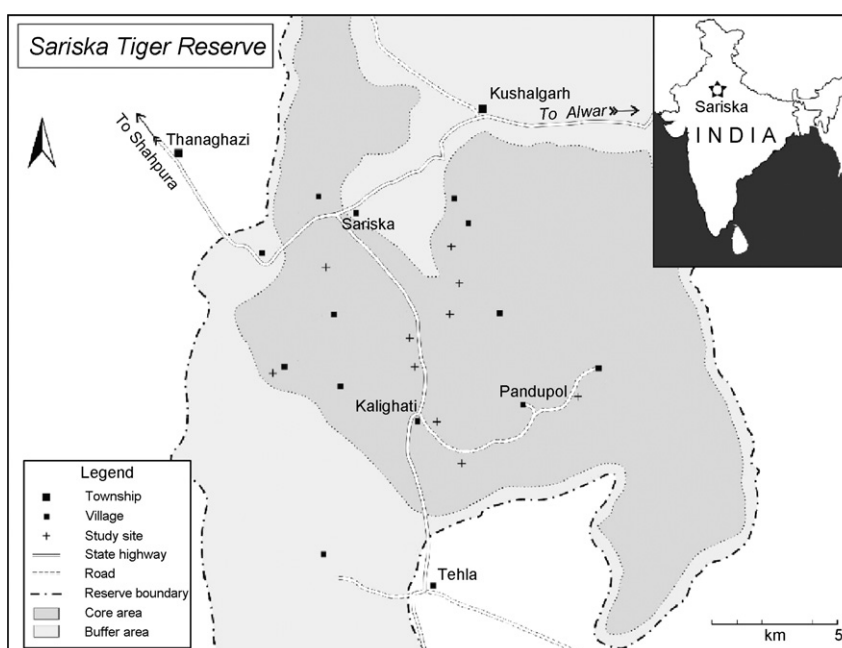 Sariska Tiger Reserve
Kushalgarh
To Alwar
Thanaghazi
To Shahpura
Sariska
Sariska
INDIA
Pandupol
Kalighati
Tehla
Legend
Township
Village
Study site
State highway
Road
Reserve boundary
Core area
Buffer area
km 5